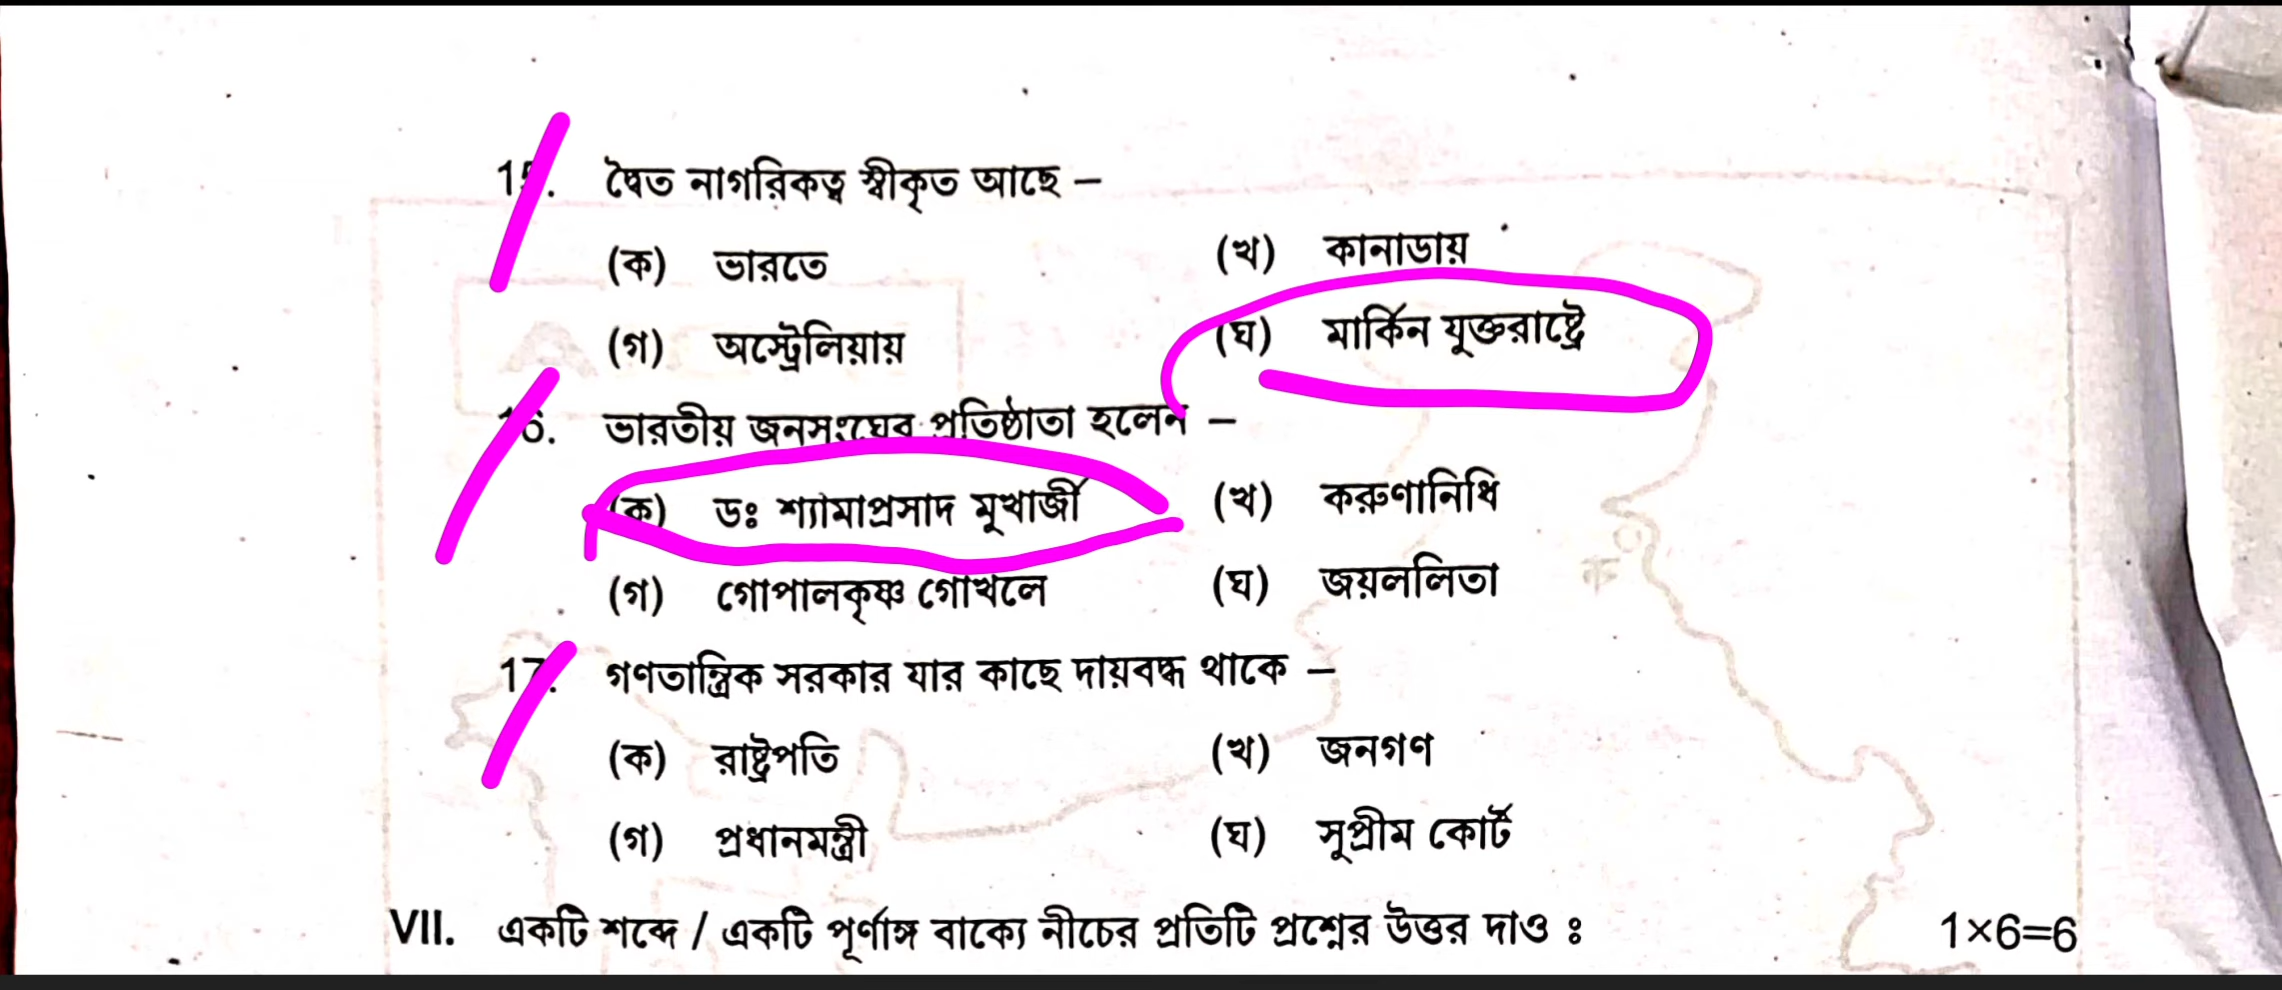 15. দ্বৈত নাগরিকত্ব স্বীকৃত আছে –
(ক) ভারতে (খ) কানাডায়
(গ) অস্ট্রেলিয়ায় (ঘ) মার্কিন যুক্তরাষ্ট্রে
16. ভারতীয় জনসংঘের প্রতিষ্ঠাতা হলেন –
(ক) ডঃ শ্যামাপ্রসাদ মুখার্জী (খ) করুণানিধি
(গ) গোপালকৃষ্ণ গোখলে (ঘ) জয়ললিতা
17. গণতান্ত্রিক সরকার যার কাছে দায়বদ্ধ থাকে –
(ক) রাষ্ট্রপতি (খ) জনগণ
(গ) প্রধানমন্ত্রী (ঘ) সুপ্রীম কোর্ট
VII. একটি শব্দে / একটি পূর্ণাঙ্গ বাক্যে নীচের প্রতিটি প্রশ্নের উত্তর দাও ঃ 1×6=6